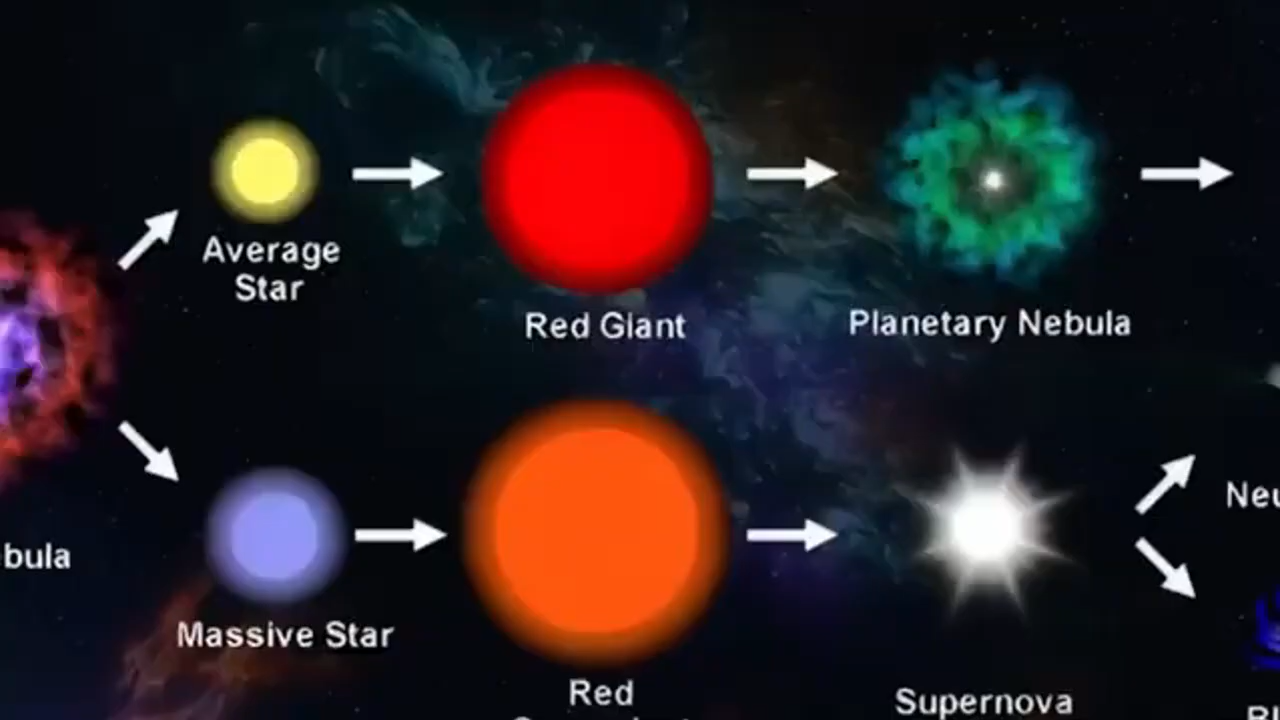 Average
Star
Red Giant
Planetary Nebula
Massive Star
Red
Supernova